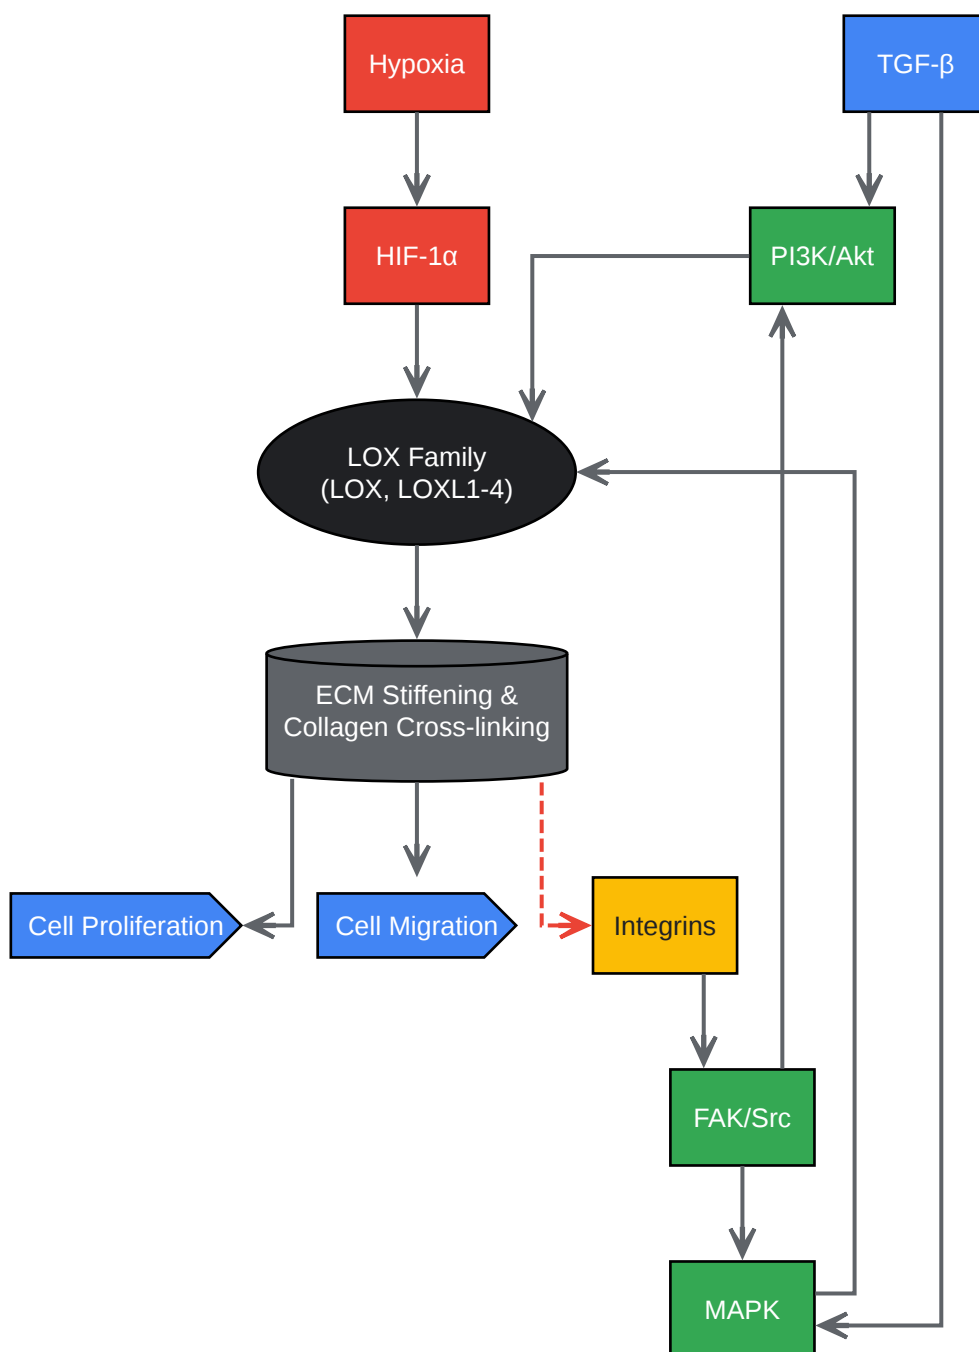 Hypoxia
TGF-β
HIF-1α
PI3K/Akt
LOX Family
(LOX, LOXL1-4)
ECM Stiffening &
Collagen Cross-linking
Cell Proliferation
Cell Migration
Integrins
FAK/Src
MAPK